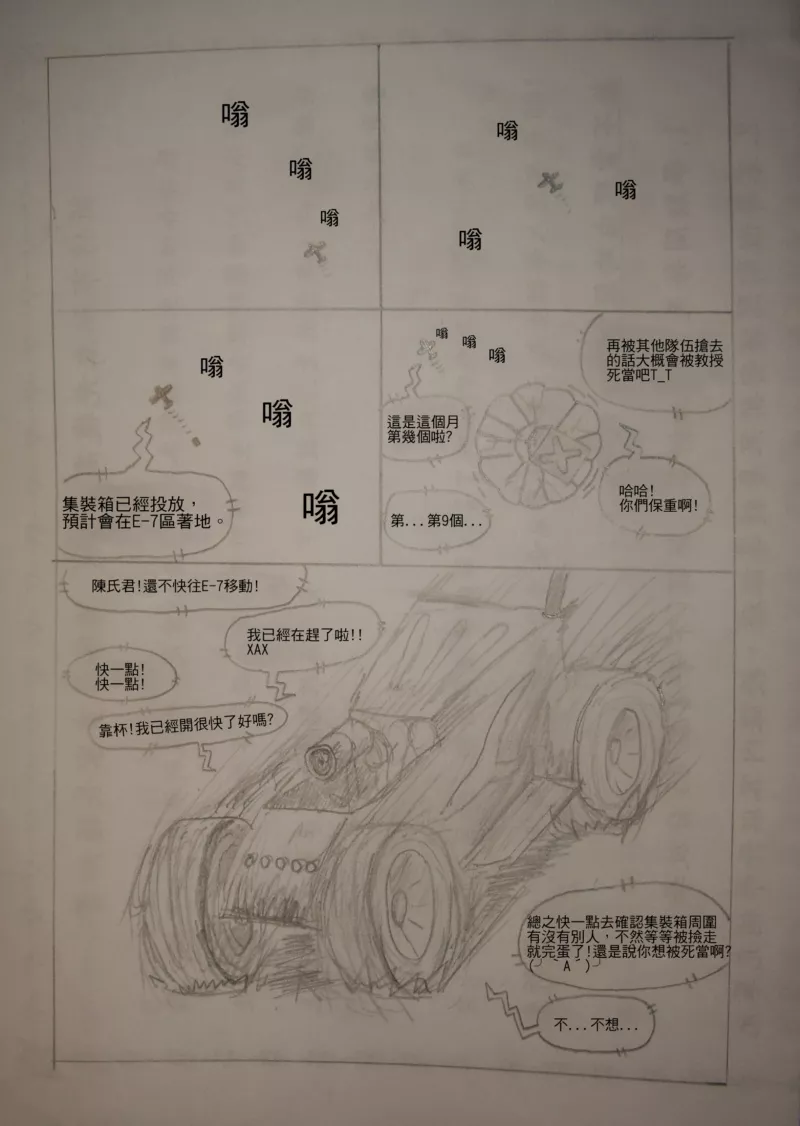 嗡
嗡
嗡
嗡
嗡
嗡
嗡
嗡
嗡
集裝箱已經投放，
預計會在E-7區著地。
嗡
嗡
嗡
再被其他隊伍搶去
的話大概會被教授
死當吧T_T
這是這個月
第幾個啦?
哈哈!
你們保重啊!
第...第9個...
陳氏君!還不快往E-7移動!
我已經在趕了啦!!
XAX
快一點!
快一點!
靠杯!我已經開很快了好嗎?
總之快一點去確認集裝箱周圍
有沒有別人，不然等等被撿走
就完蛋了!還是說你想被死當啊?
(╯｀A´)╯
不...不想...